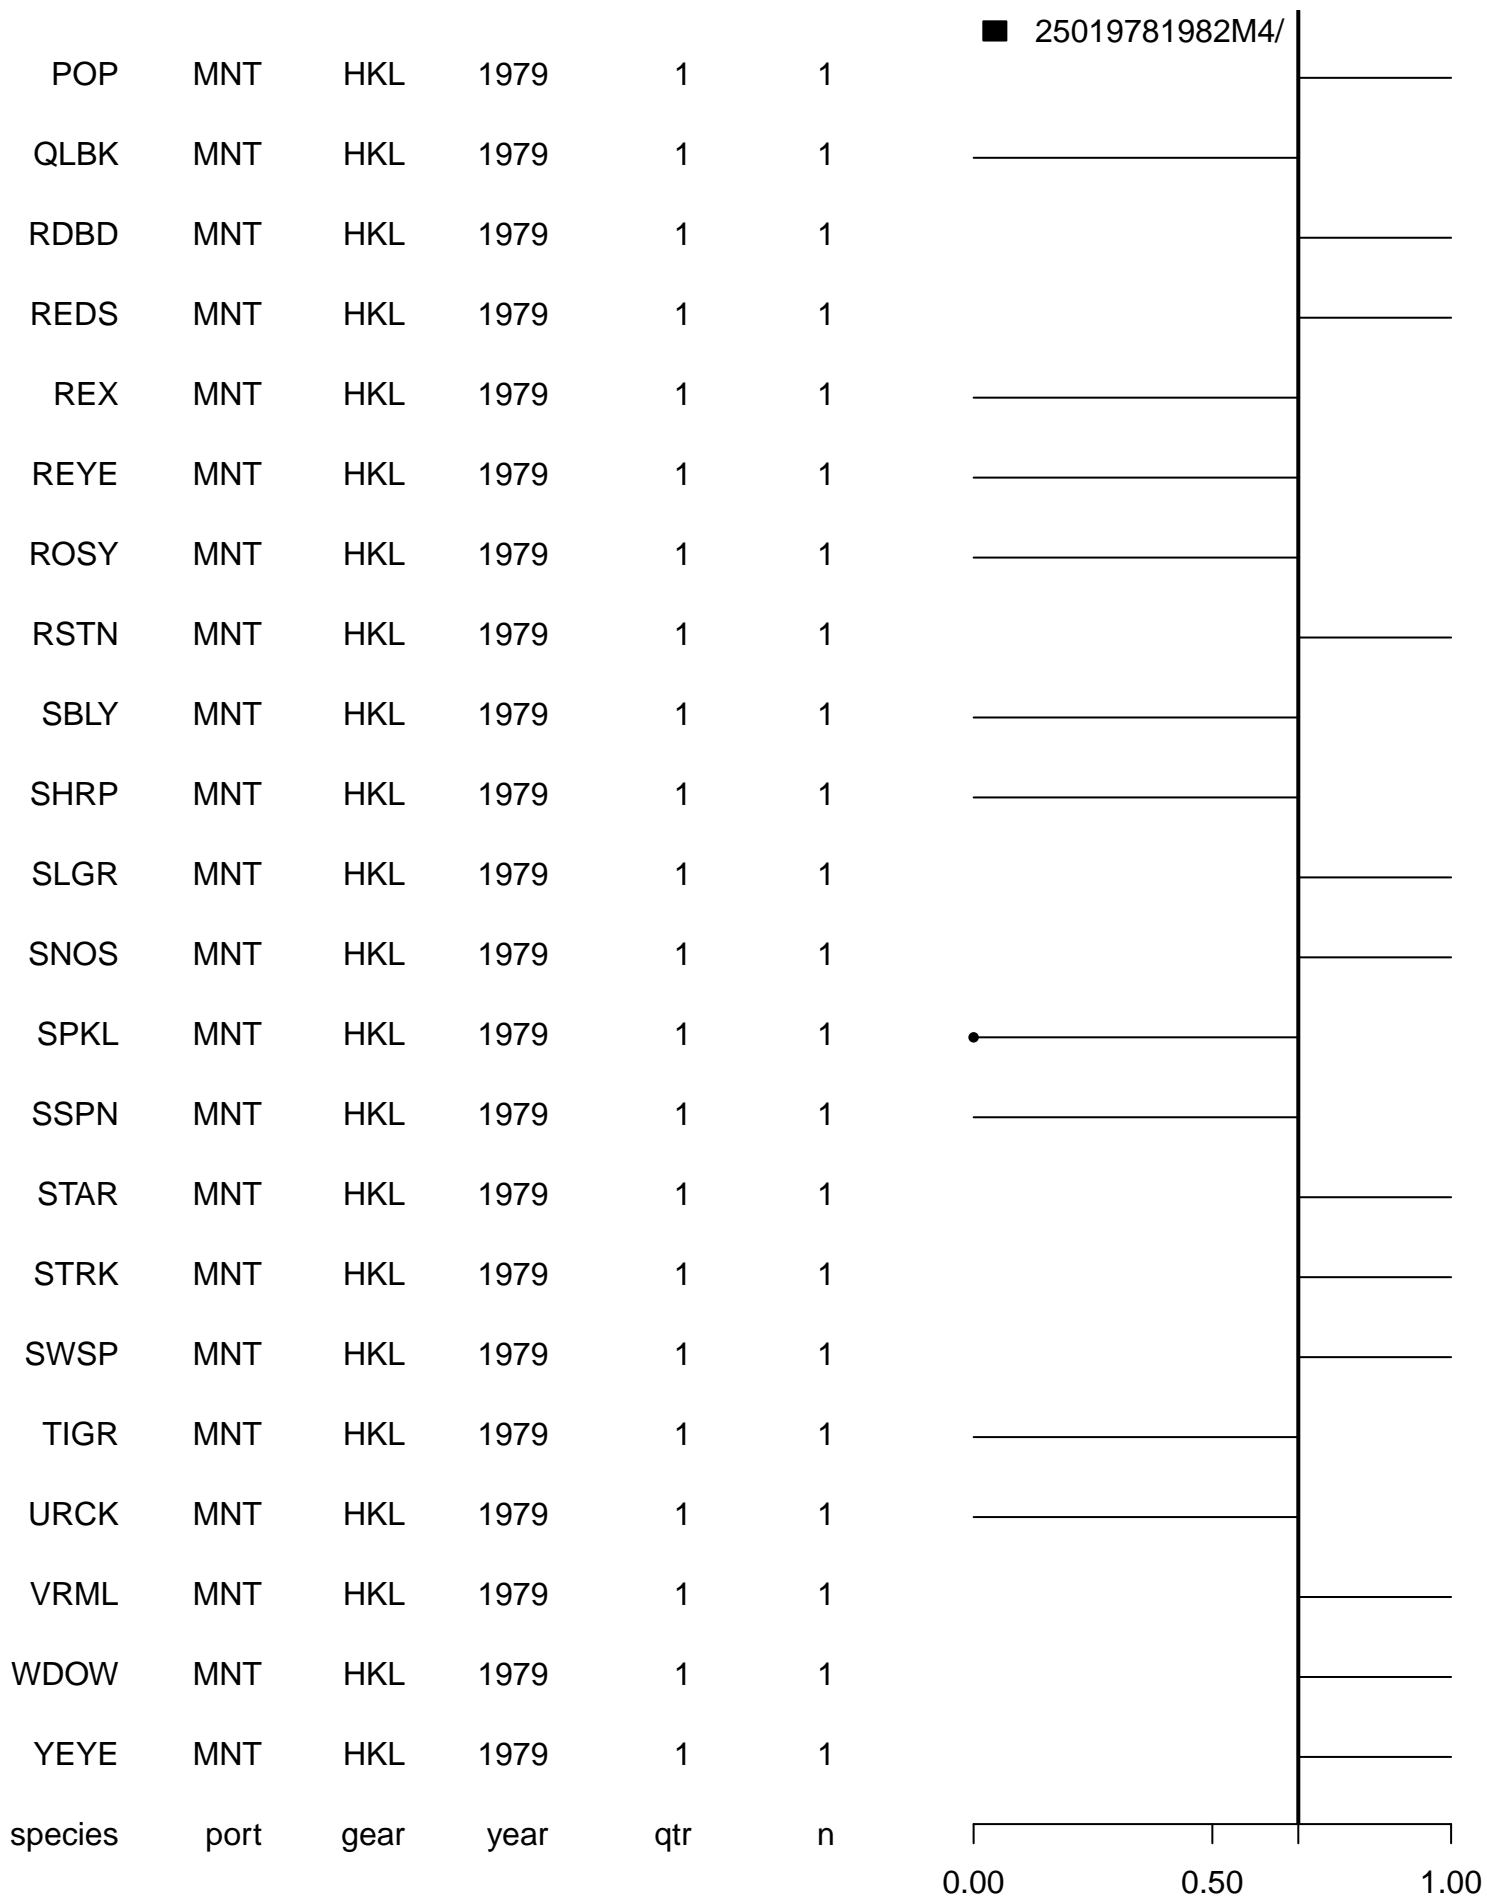 25019781982M4/
POP MNT HKL 1979 1 1
QLBK MNT HKL 1979 1 1
RDBD MNT HKL 1979 1 1
REDS MNT HKL 1979 1 1
REX MNT HKL 1979 1 1
REYE MNT HKL 1979 1 1
ROSY MNT HKL 1979 1 1
RSTN MNT HKL 1979 1 1
SBLY MNT HKL 1979 1 1
SHRP MNT HKL 1979 1 1
SLGR MNT HKL 1979 1 1
SNOS MNT HKL 1979 1 1
SPKL MNT HKL 1979 1 1
SSPN MNT HKL 1979 1 1
STAR MNT HKL 1979 1 1
STRK MNT HKL 1979 1 1
SWSP MNT HKL 1979 1 1
TIGR MNT HKL 1979 1 1
URCK MNT HKL 1979 1 1
VRML MNT HKL 1979 1 1
WDOW MNT HKL 1979 1 1
YEYE MNT HKL 1979 1 1
species port gear year qtr n
0.00 0.50 1.00